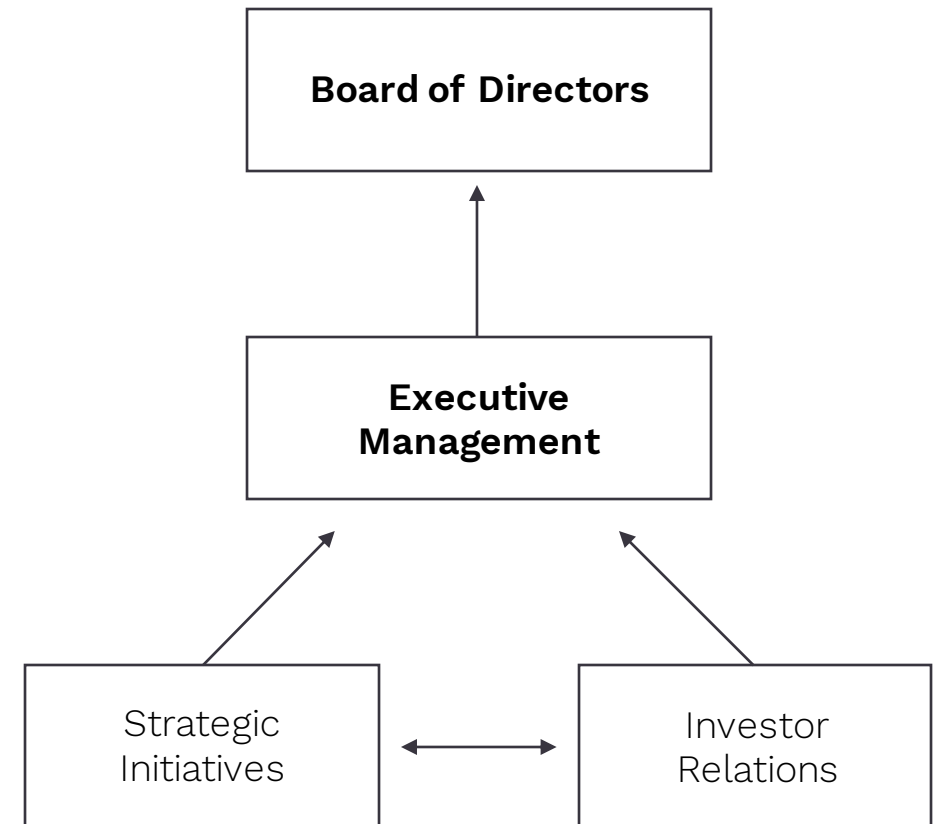 Board of Directors
Executive
Management
Strategic
Initiatives
Investor
Relations